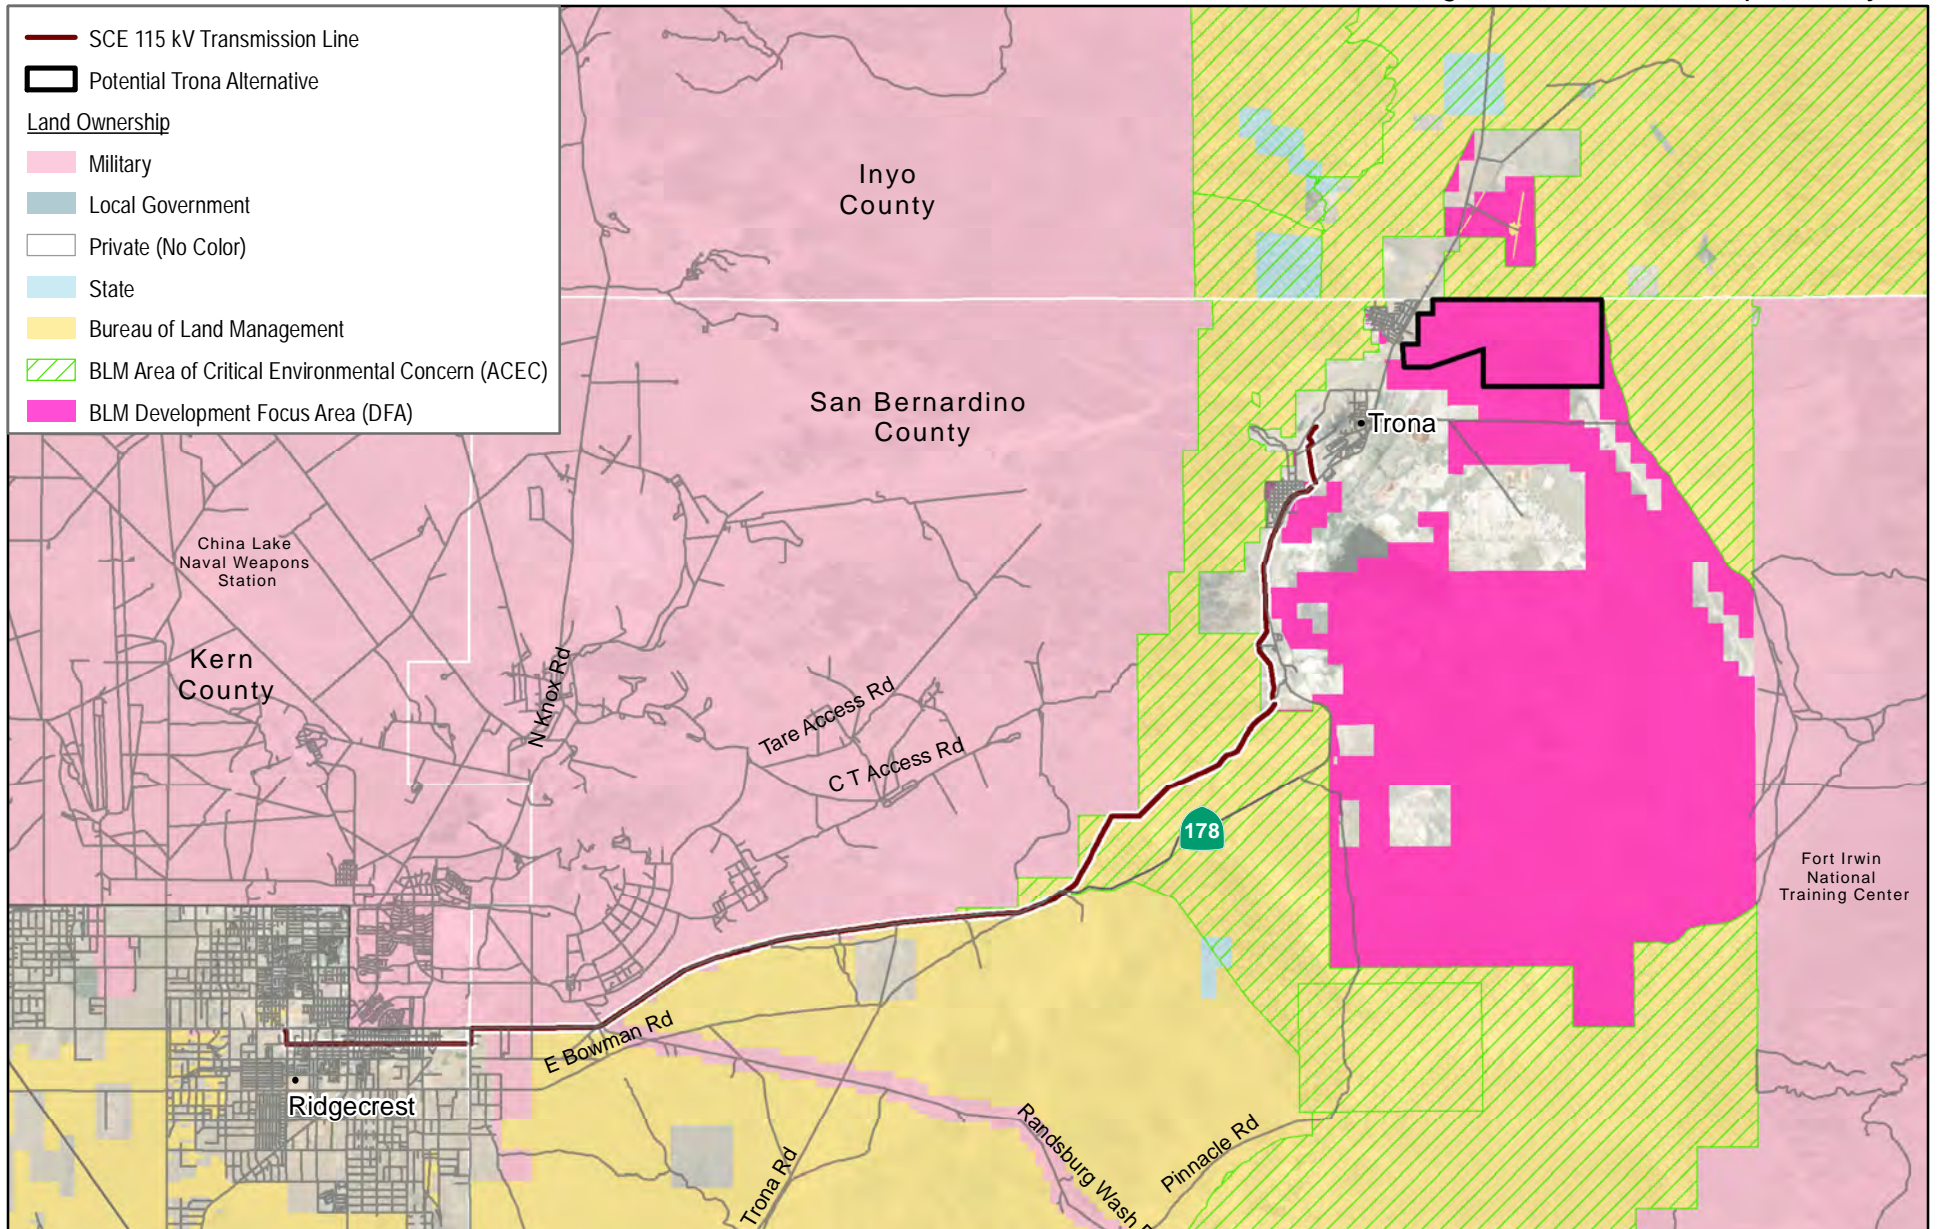 SCE 115 kV Transmission Line
Potential Trona Alternative
Land Ownership
Military
Local Government
Private (No Color)
State
Bureau of Land Management
BLM Area of Critical Environmental Concern (ACEC)
BLM Development Focus Area (DFA)
Inyo
County
San Bernardino
County
Trona
China Lake
Naval Weapons
Station
Kern
County
N Knox Rd
Tare Access Rd
C T Access Rd
178
Fort Irwin
National
Training Center
E Bowman Rd
Ridgecrest
Trona Rd
Randsburg Wash
Pinnacle Rd